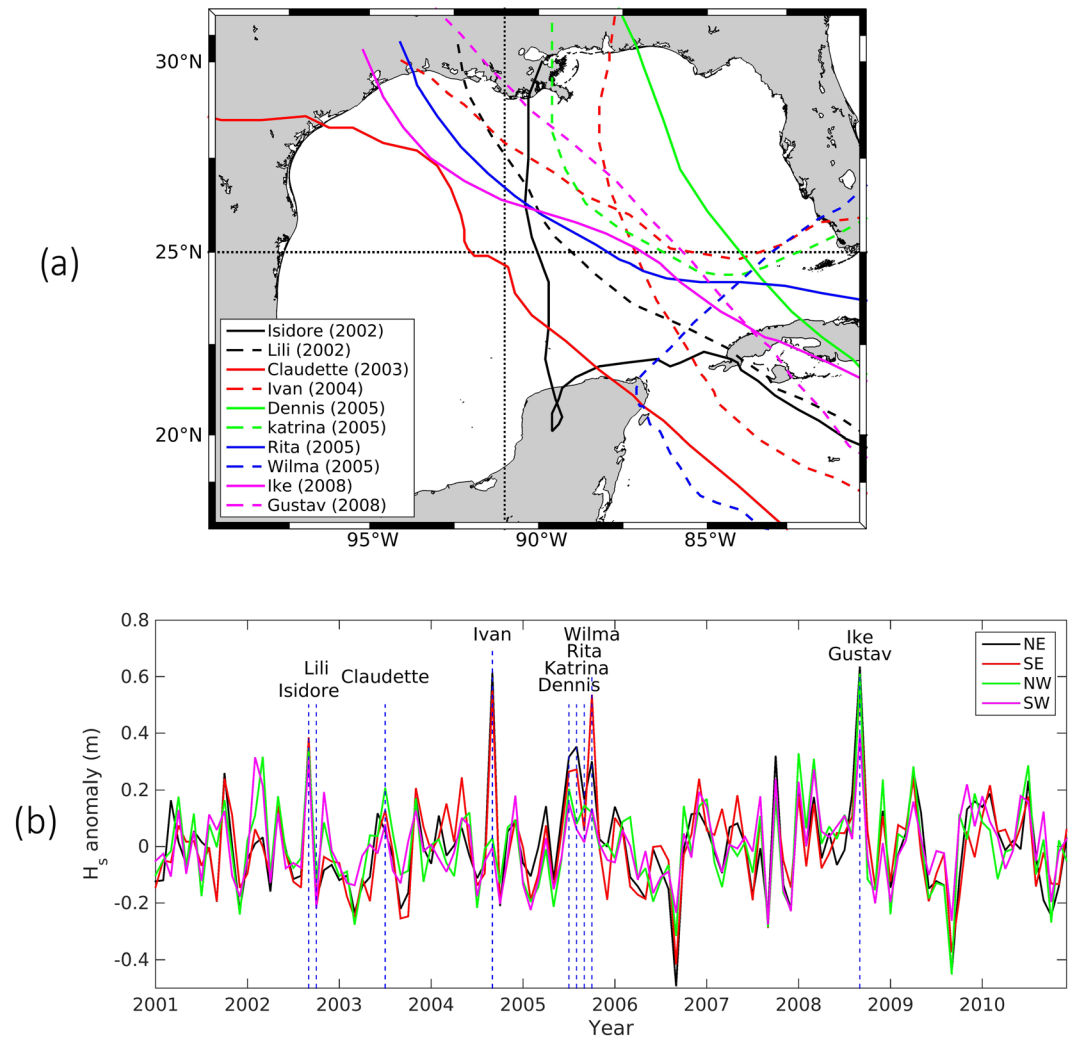 (a)
30°N
25°N
20°N
95°W
90°W
85°W
Isidore (2002)
Lili (2002)
Claudette (2003)
Ivan (2004)
Dennis (2005)
katrina (2005)
Rita (2005)
Wilma (2005)
Ike (2008)
Gustav (2008)
(b)
H_s anomaly (m)
0.8
0.6
0.4
0.2
0
-0.2
-0.4
Lili
Isidore
Claudette
Ivan
Wilma
Rita
Katrina
Dennis
Ike
Gustav
NE
SE
NW
SW
2001 2002 2003 2004 2005 2006 2007 2008 2009 2010
Year